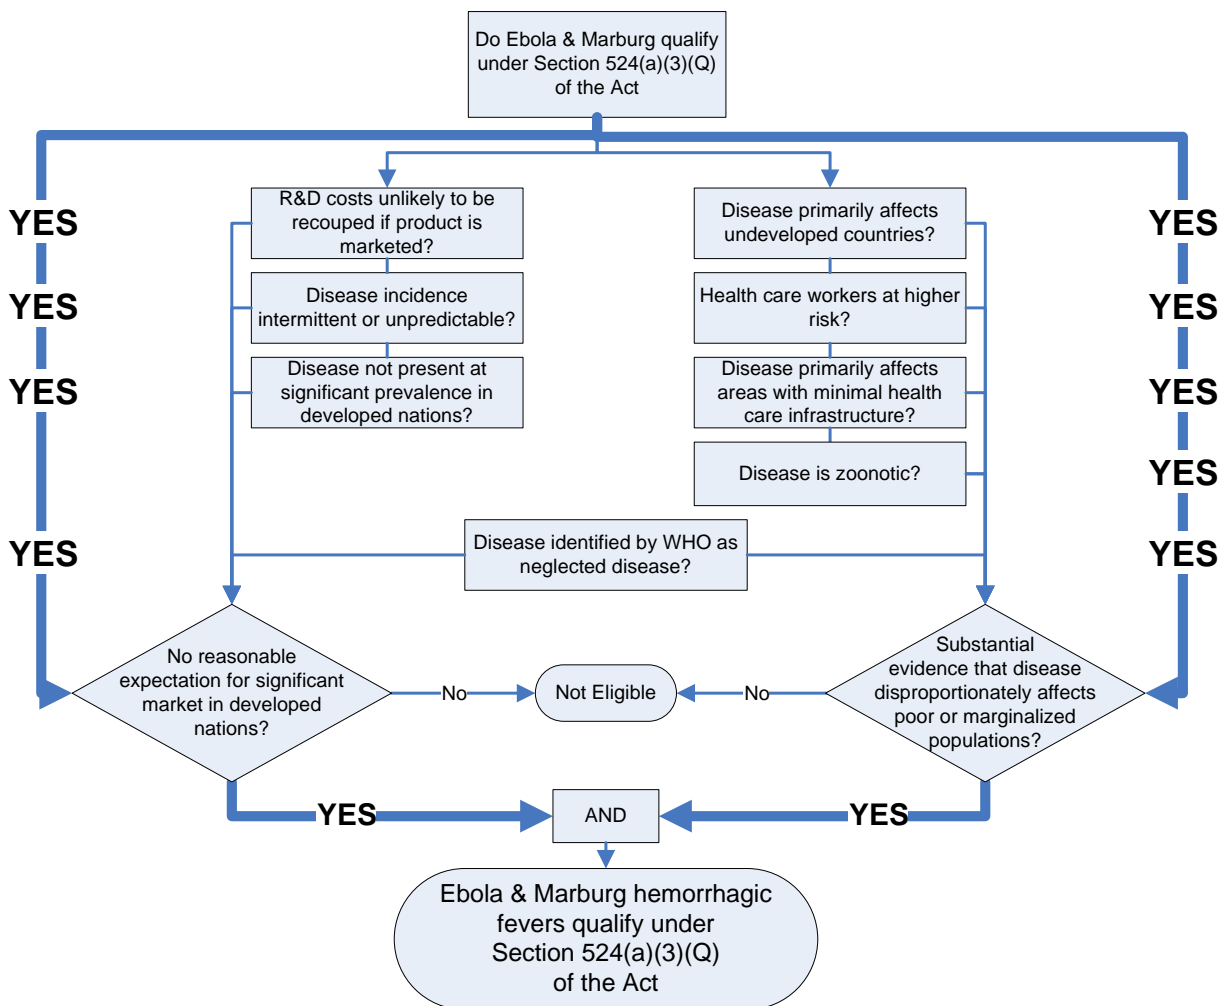 Do Ebola & Marburg qualify
under Section 524(a)(3)(Q)
of the Act
YES
YES
YES
YES
R&D costs unlikely to be
recouped if product is
marketed?
Disease incidence
intermittent or unpredictable?
Disease not present at
significant prevalence in
developed nations?
Disease primarily affects
undeveloped countries?
Health care workers at higher
risk?
Disease primarily affects
areas with minimal health
care infrastructure?
Disease is zoonotic?
YES
YES
YES
YES
YES
Disease identified by WHO as
neglected disease?
No reasonable
expectation for significant
market in developed
nations?
No
Not Eligible
No
Substantial
evidence that disease
disproportionately affects
poor or marginalized
populations?
YES
AND
YES
Ebola & Marburg hemorrhagic
fevers qualify under
Section 524(a)(3)(Q)
of the Act